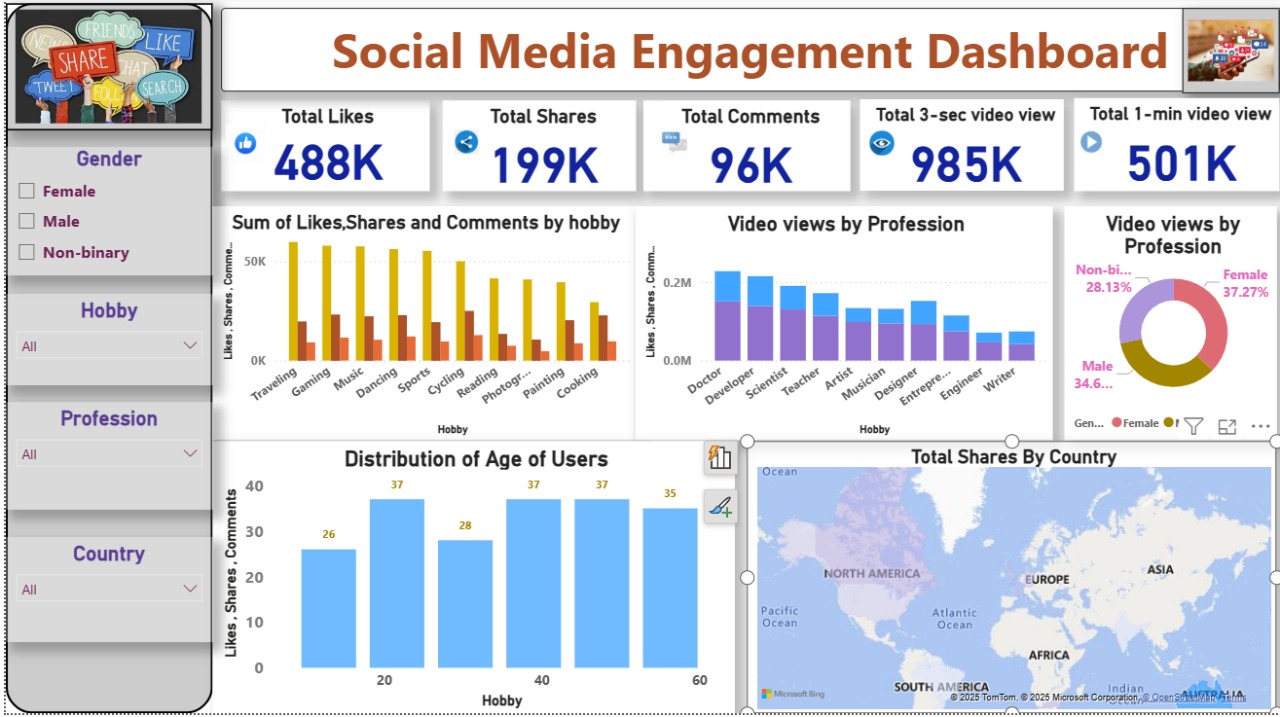 NEWS
FRIENDS
LIKE
SHARE
CHAT
TWEET
FOLL
SEARCH
Social Media Engagement Dashboard
Total Likes
488K
Total Shares
199K
Total Comments
96K
Total 3-sec video view
985K
Total 1-min video view
501K
Gender
Female
Male
Non-binary
Hobby
All
Profession
All
Country
All
Sum of Likes,Shares and Comments by hobby
Likes , Shares , Comme...
50K
0K
Traveling
Gaming
Music
Dancing
Sports
Cycling
Reading
Photogr...
Painting
Cooking
Hobby
Video views by Profession
Likes , Shares , Comm...
0.2M
0.0M
Doctor
Developer
Scientist
Teacher
Artist
Musician
Designer
Entrepre...
Engineer
Writer
Hobby
Video views by
Profession
Non-bi...
28.13%
Female
37.27%
Male
34.6...
Gen...
Female
Distribution of Age of Users
Likes , Shares , Comments
40
30
20
10
0
26
37
28
37
37
35
20
40
60
Hobby
Total Shares By Country
Ocean
NORTH AMERICA
EUROPE
ASIA
Pacific
Ocean
Atlantic
Ocean
AFRICA
SOUTH AMERICA
Indian
AUSTRALIA
Microsoft Bing
© 2025 TomTom, © 2025 Microsoft Corporation, © OpenStreetMap Terms